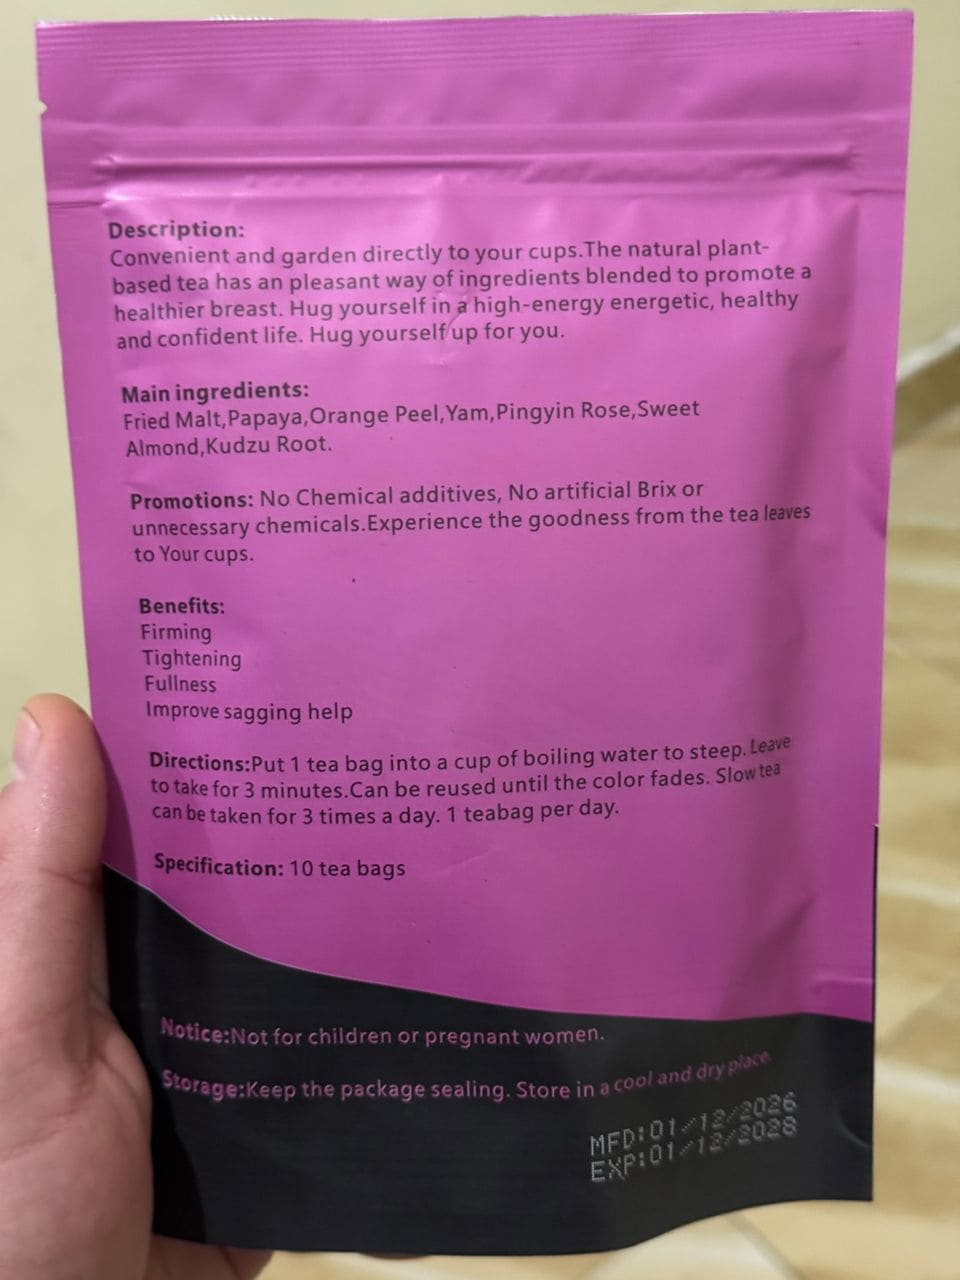 Description:
Convenient and garden directly to your cups.The natural plant-
based tea has an pleasant way of ingredients blended to promote a
healthier breast. Hug yourself in a high-energy energetic, healthy
and confident life. Hug yourself up for you.
Main ingredients:
Fried Malt,Papaya,Orange Peel,Yam,Pingyin Rose,Sweet
Almond,Kudzu Root.
Promotions: No Chemical additives, No artificial Brix or
unnecessary chemicals.Experience the goodness from the tea leaves
to Your cups.
Benefits:
Firming
Tightening
Fullness
Improve sagging help
Directions:Put 1 tea bag into a cup of boiling water to steep. Leave
to take for 3 minutes.Can be reused until the color fades. Slow tea
can be taken for 3 times a day. 1 teabag per day.
Specification: 10 tea bags
Notice:Not for children or pregnant women.
Storage:Keep the package sealing. Store in a cool and dry place.
MFD:01/12/2026
EXP:01/12/2028